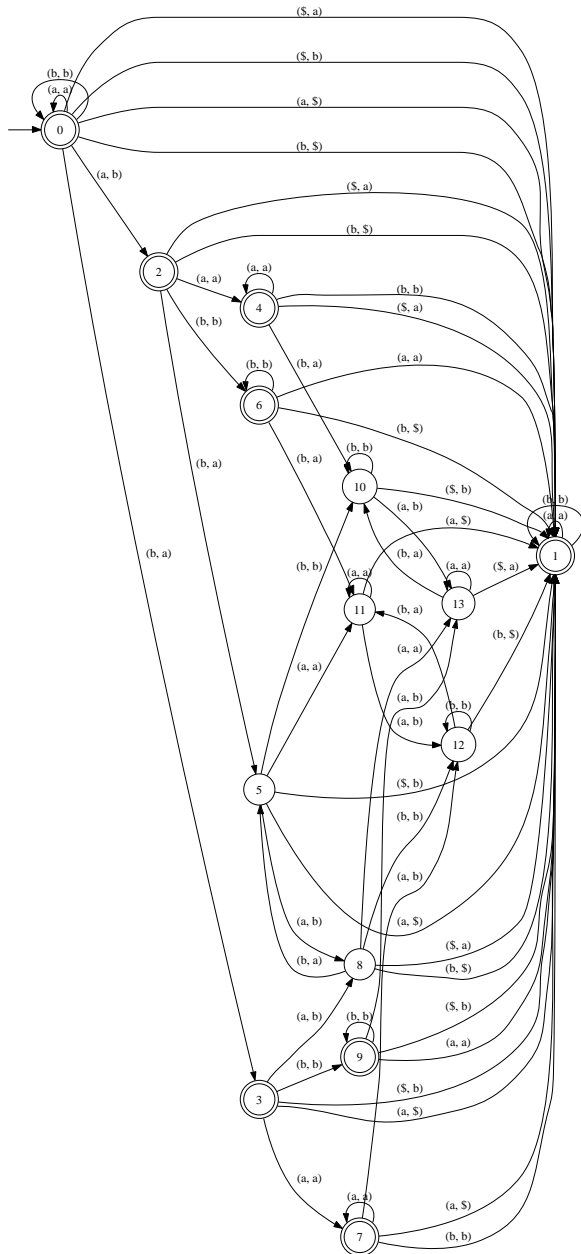 ($, a)
($, b)
(b, b)
(a, a)
(a, $)
0
(b, $)
(a, b)
($, a)
(b, $)
2
(a, a)
(a, a)
(b, b)
($, a)
4
(b, b)
(b, b)
(b, a)
(a, a)
6
(b, $)
(b, a)
(b, a)
(b, b)
10
($, b)
(a, b)
(b, a)
(a, $)
(b, b)
(a, a)
1
(b, b)
(b, a)
(a, a)
($, a)
(a, a)
11
13
(b, a)
(a, a)
(b, $)
(a, a)
(a, b)
(a, b)
(b, b)
12
5
($, b)
(b, b)
(a, b)
(a, b)
(a, $)
(b, a)
8
($, a)
(b, $)
(a, b)
(b, b)
($, b)
(b, b)
9
(a, a)
3
($, b)
(a, $)
(a, a)
(a, a)
(a, $)
7
(b, b)